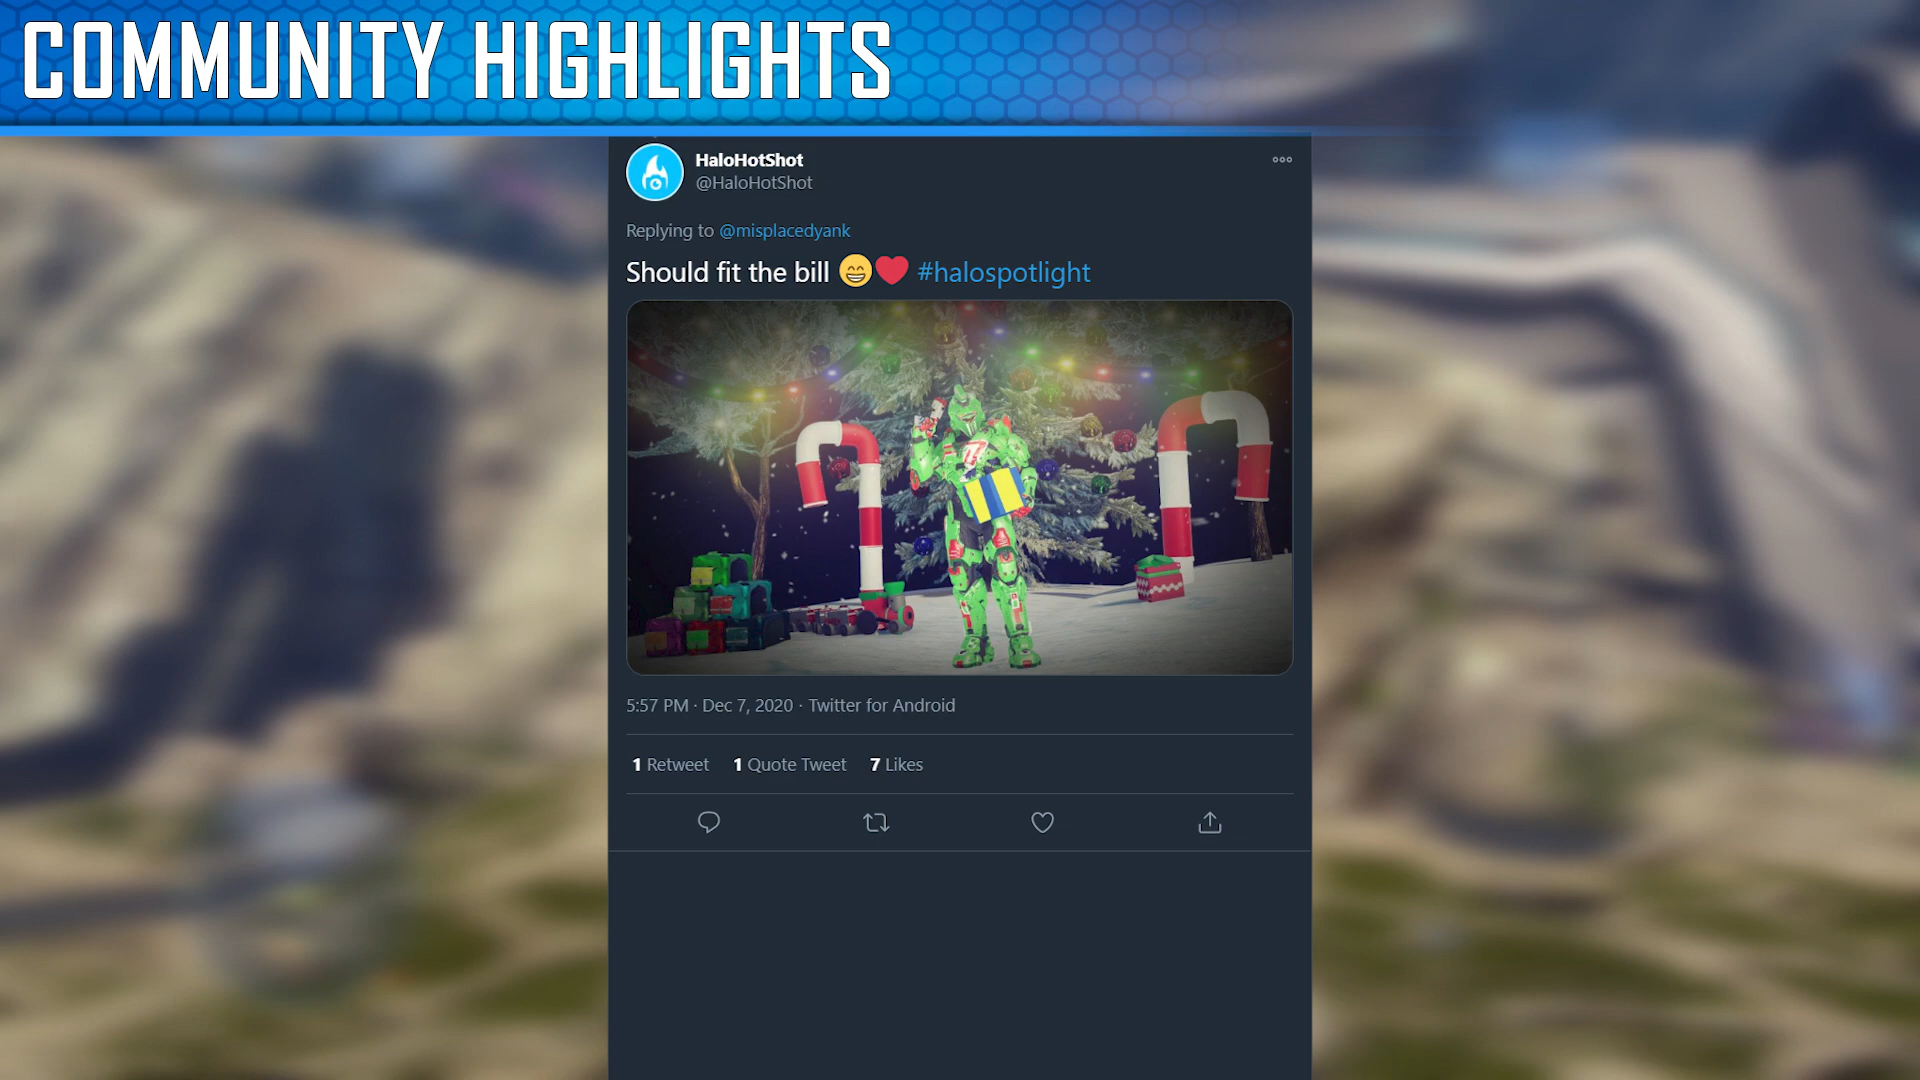 COMMUNITY HIGHLIGHTS
HaloHotShot
@HaloHotShot
Replying to @misplacedyank
Should fit the bill 😁❤️ #halospotlight
5:57 PM · Dec 7, 2020 · Twitter for Android
1 Retweet 1 Quote Tweet 7 Likes